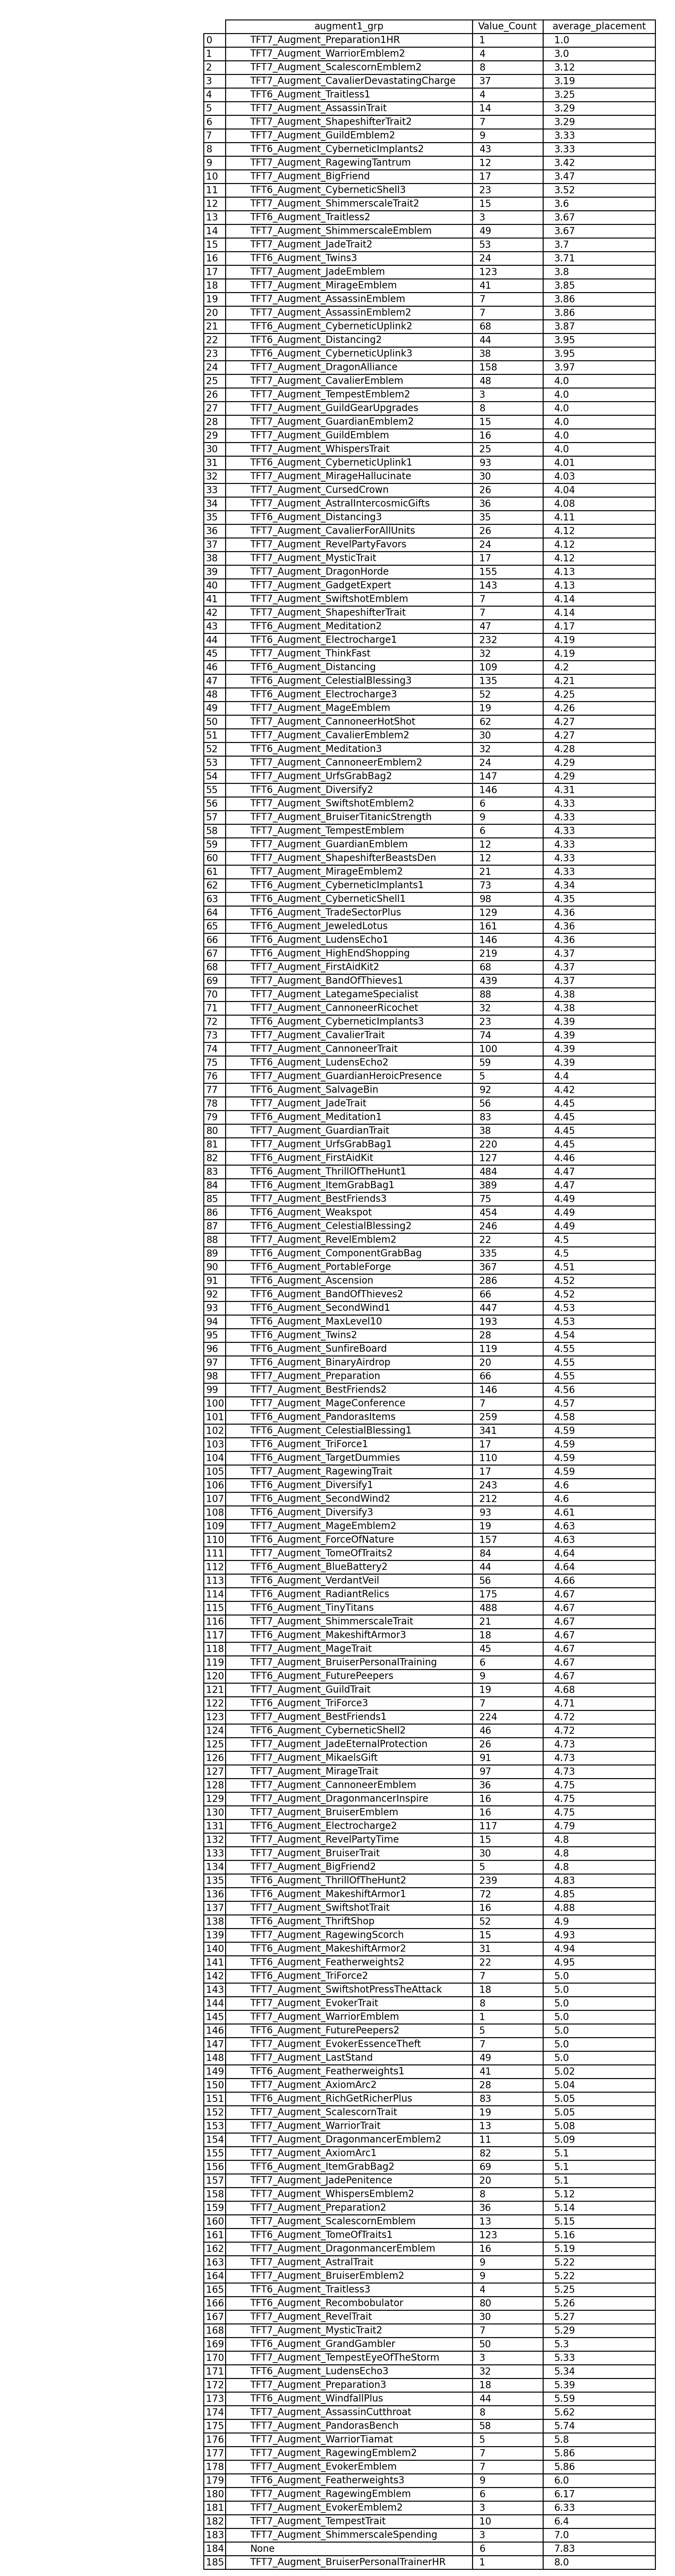 augment1_grp Value_Count average_placement
0 TFT7_Augment_Preparation1HR 1 1.0
1 TFT7_Augment_WarriorEmblem2 4 3.0
2 TFT7_Augment_ScalescornEmblem2 8 3.12
3 TFT7_Augment_CavalierDevastatingCharge 37 3.19
4 TFT6_Augment_Traitless1 4 3.25
5 TFT7_Augment_AssassinTrait 14 3.29
6 TFT7_Augment_ShapeshifterTrait2 7 3.29
7 TFT7_Augment_GuildEmblem2 9 3.33
8 TFT6_Augment_CyberneticImplants2 43 3.33
9 TFT7_Augment_RagewingTantrum 12 3.42
10 TFT7_Augment_BigFriend 17 3.47
11 TFT6_Augment_CyberneticShell3 23 3.52
12 TFT7_Augment_ShimmerscaleTrait2 15 3.6
13 TFT6_Augment_Traitless2 3 3.67
14 TFT7_Augment_ShimmerscaleEmblem 49 3.67
15 TFT7_Augment_JadeTrait2 53 3.7
16 TFT6_Augment_Twins3 24 3.71
17 TFT7_Augment_JadeEmblem 123 3.8
18 TFT7_Augment_MirageEmblem 41 3.85
19 TFT7_Augment_AssassinEmblem 7 3.86
20 TFT7_Augment_AssassinEmblem2 7 3.86
21 TFT6_Augment_CyberneticUplink2 68 3.87
22 TFT6_Augment_Distancing2 44 3.95
23 TFT6_Augment_CyberneticUplink3 38 3.95
24 TFT7_Augment_DragonAlliance 158 3.97
25 TFT7_Augment_CavalierEmblem 48 4.0
26 TFT7_Augment_TempestEmblem2 3 4.0
27 TFT7_Augment_GuildGearUpgrades 8 4.0
28 TFT7_Augment_GuardianEmblem2 15 4.0
29 TFT7_Augment_GuildEmblem 16 4.0
30 TFT7_Augment_WhispersTrait 25 4.0
31 TFT6_Augment_CyberneticUplink1 93 4.01
32 TFT7_Augment_MirageHallucinate 30 4.03
33 TFT7_Augment_CursedCrown 26 4.04
34 TFT7_Augment_AstralIntercosmicGifts 36 4.08
35 TFT6_Augment_Distancing3 35 4.11
36 TFT7_Augment_CavalierForAllUnits 26 4.12
37 TFT7_Augment_RevelPartyFavors 24 4.12
38 TFT7_Augment_MysticTrait 17 4.12
39 TFT7_Augment_DragonHorde 155 4.13
40 TFT7_Augment_GadgetExpert 143 4.13
41 TFT7_Augment_SwiftshotEmblem 7 4.14
42 TFT7_Augment_ShapeshifterTrait 7 4.14
43 TFT6_Augment_Meditation2 47 4.17
44 TFT6_Augment_Electrocharge1 232 4.19
45 TFT7_Augment_ThinkFast 32 4.19
46 TFT6_Augment_Distancing 109 4.2
47 TFT6_Augment_CelestialBlessing3 135 4.21
48 TFT6_Augment_Electrocharge3 52 4.25
49 TFT7_Augment_MageEmblem 19 4.26
50 TFT7_Augment_CannoneerHotShot 62 4.27
51 TFT7_Augment_CavalierEmblem2 30 4.27
52 TFT6_Augment_Meditation3 32 4.28
53 TFT7_Augment_CannoneerEmblem2 24 4.29
54 TFT7_Augment_UrfsGrabBag2 147 4.29
55 TFT6_Augment_Diversify2 146 4.31
56 TFT7_Augment_SwiftshotEmblem2 6 4.33
57 TFT7_Augment_BruiserTitanicStrength 9 4.33
58 TFT7_Augment_TempestEmblem 6 4.33
59 TFT7_Augment_GuardianEmblem 12 4.33
60 TFT7_Augment_ShapeshifterBeastsDen 12 4.33
61 TFT7_Augment_MirageEmblem2 21 4.33
62 TFT6_Augment_CyberneticImplants1 73 4.34
63 TFT6_Augment_CyberneticShell1 98 4.35
64 TFT6_Augment_TradeSectorPlus 129 4.36
65 TFT6_Augment_JeweledLotus 161 4.36
66 TFT6_Augment_LudensEcho1 146 4.36
67 TFT6_Augment_HighEndShopping 219 4.37
68 TFT7_Augment_FirstAidKit2 68 4.37
69 TFT7_Augment_BandOfThieves1 439 4.37
70 TFT7_Augment_LategameSpecialist 88 4.38
71 TFT7_Augment_CannoneerRicochet 32 4.38
72 TFT6_Augment_CyberneticImplants3 23 4.39
73 TFT7_Augment_CavalierTrait 74 4.39
74 TFT7_Augment_CannoneerTrait 100 4.39
75 TFT6_Augment_LudensEcho2 59 4.39
76 TFT7_Augment_GuardianHeroicPresence 5 4.4
77 TFT6_Augment_SalvageBin 92 4.42
78 TFT7_Augment_JadeTrait 56 4.45
79 TFT6_Augment_Meditation1 83 4.45
80 TFT7_Augment_GuardianTrait 38 4.45
81 TFT7_Augment_UrfsGrabBag1 220 4.45
82 TFT6_Augment_FirstAidKit 127 4.46
83 TFT6_Augment_ThrillOfTheHunt1 484 4.47
84 TFT6_Augment_ItemGrabBag1 389 4.47
85 TFT7_Augment_BestFriends3 75 4.49
86 TFT6_Augment_Weakspot 454 4.49
87 TFT6_Augment_CelestialBlessing2 246 4.49
88 TFT7_Augment_RevelEmblem2 22 4.5
89 TFT6_Augment_ComponentGrabBag 335 4.5
90 TFT6_Augment_PortableForge 367 4.51
91 TFT6_Augment_Ascension 286 4.52
92 TFT6_Augment_BandOfThieves2 66 4.52
93 TFT6_Augment_SecondWind1 447 4.53
94 TFT6_Augment_MaxLevel10 193 4.53
95 TFT6_Augment_Twins2 28 4.54
96 TFT6_Augment_SunfireBoard 119 4.55
97 TFT6_Augment_BinaryAirdrop 20 4.55
98 TFT7_Augment_Preparation 66 4.55
99 TFT7_Augment_BestFriends2 146 4.56
100 TFT7_Augment_MageConference 7 4.57
101 TFT6_Augment_PandorasItems 259 4.58
102 TFT6_Augment_CelestialBlessing1 341 4.59
103 TFT6_Augment_TriForce1 17 4.59
104 TFT6_Augment_TargetDummies 110 4.59
105 TFT7_Augment_RagewingTrait 17 4.59
106 TFT6_Augment_Diversify1 243 4.6
107 TFT6_Augment_SecondWind2 212 4.6
108 TFT6_Augment_Diversify3 93 4.61
109 TFT7_Augment_MageEmblem2 19 4.63
110 TFT6_Augment_ForceOfNature 157 4.63
111 TFT7_Augment_TomeOfTraits2 84 4.64
112 TFT6_Augment_BlueBattery2 44 4.64
113 TFT6_Augment_VerdantVeil 56 4.66
114 TFT6_Augment_RadiantRelics 175 4.67
115 TFT6_Augment_TinyTitans 488 4.67
116 TFT7_Augment_ShimmerscaleTrait 21 4.67
117 TFT6_Augment_MakeshiftArmor3 18 4.67
118 TFT7_Augment_MageTrait 45 4.67
119 TFT7_Augment_BruiserPersonalTraining 6 4.67
120 TFT6_Augment_FuturePeepers 9 4.67
121 TFT7_Augment_GuildTrait 19 4.68
122 TFT6_Augment_TriForce3 7 4.71
123 TFT7_Augment_BestFriends1 224 4.72
124 TFT6_Augment_CyberneticShell2 46 4.72
125 TFT7_Augment_JadeEternalProtection 26 4.73
126 TFT7_Augment_MikaelsGift 91 4.73
127 TFT7_Augment_MirageTrait 97 4.73
128 TFT7_Augment_CannoneerEmblem 36 4.75
129 TFT7_Augment_DragonmancerInspire 16 4.75
130 TFT7_Augment_BruiserEmblem 16 4.75
131 TFT6_Augment_Electrocharge2 117 4.79
132 TFT7_Augment_RevelPartyTime 15 4.8
133 TFT7_Augment_BruiserTrait 30 4.8
134 TFT7_Augment_BigFriend2 5 4.8
135 TFT6_Augment_ThrillOfTheHunt2 239 4.83
136 TFT6_Augment_MakeshiftArmor1 72 4.85
137 TFT7_Augment_SwiftshotTrait 16 4.88
138 TFT6_Augment_ThriftShop 52 4.9
139 TFT7_Augment_RagewingScorch 15 4.93
140 TFT6_Augment_MakeshiftArmor2 31 4.94
141 TFT6_Augment_Featherweights2 22 4.95
142 TFT6_Augment_TriForce2 7 5.0
143 TFT7_Augment_SwiftshotPressTheAttack 18 5.0
144 TFT7_Augment_EvokerTrait 8 5.0
145 TFT7_Augment_WarriorEmblem 1 5.0
146 TFT6_Augment_FuturePeepers2 5 5.0
147 TFT7_Augment_EvokerEssenceTheft 7 5.0
148 TFT7_Augment_LastStand 49 5.0
149 TFT6_Augment_Featherweights1 41 5.02
150 TFT7_Augment_AxiomArc2 28 5.04
151 TFT6_Augment_RichGetRicherPlus 83 5.05
152 TFT7_Augment_ScalescornTrait 19 5.05
153 TFT7_Augment_WarriorTrait 13 5.08
154 TFT7_Augment_DragonmancerEmblem2 11 5.09
155 TFT7_Augment_AxiomArc1 82 5.1
156 TFT6_Augment_ItemGrabBag2 69 5.1
157 TFT7_Augment_JadePenitence 20 5.1
158 TFT7_Augment_WhispersEmblem2 8 5.12
159 TFT7_Augment_Preparation2 36 5.14
160 TFT7_Augment_ScalescornEmblem 13 5.15
161 TFT6_Augment_TomeOfTraits1 123 5.16
162 TFT7_Augment_DragonmancerEmblem 16 5.19
163 TFT7_Augment_AstralTrait 9 5.22
164 TFT7_Augment_BruiserEmblem2 9 5.22
165 TFT6_Augment_Traitless3 4 5.25
166 TFT6_Augment_Recombobulator 80 5.26
167 TFT7_Augment_RevelTrait 30 5.27
168 TFT7_Augment_MysticTrait2 7 5.29
169 TFT6_Augment_GrandGambler 50 5.3
170 TFT7_Augment_TempestEyeOfTheStorm 3 5.33
171 TFT6_Augment_LudensEcho3 32 5.34
172 TFT7_Augment_Preparation3 18 5.39
173 TFT6_Augment_WindfallPlus 44 5.59
174 TFT7_Augment_AssassinCutthroat 8 5.62
175 TFT7_Augment_PandorasBench 58 5.74
176 TFT7_Augment_WarriorTiamat 5 5.8
177 TFT7_Augment_RagewingEmblem2 7 5.86
178 TFT7_Augment_EvokerEmblem 7 5.86
179 TFT6_Augment_Featherweights3 9 6.0
180 TFT7_Augment_RagewingEmblem 6 6.17
181 TFT7_Augment_EvokerEmblem2 3 6.33
182 TFT7_Augment_TempestTrait 10 6.4
183 TFT7_Augment_ShimmerscaleSpending 3 7.0
184 None 6 7.83
185 TFT7_Augment_BruiserPersonalTrainerHR 1 8.0